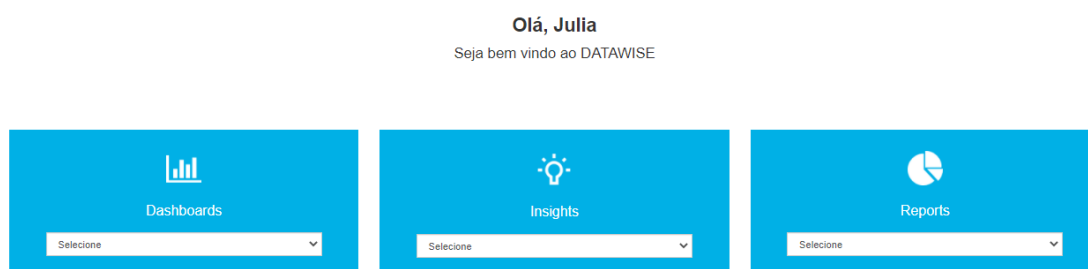 Olá, Julia
Seja bem vindo ao DATAWISE
Dashboards
Selecione
Insights
Selecione
Reports
Selecione